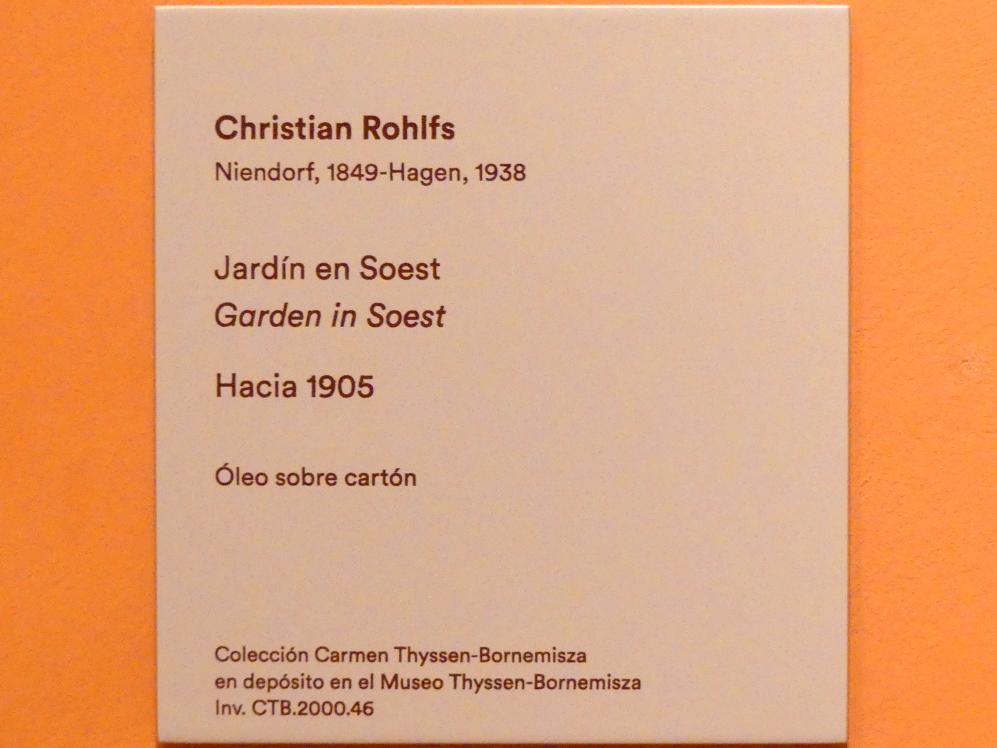 Christian Rohlfs
Niendorf, 1849-Hagen, 1938
Jardín en Soest
Garden in Soest
Hacia 1905
Óleo sobre cartón
Colección Carmen Thyssen-Bornemisza
en depósito en el Museo Thyssen-Bornemisza
Inv. CTB.2000.46